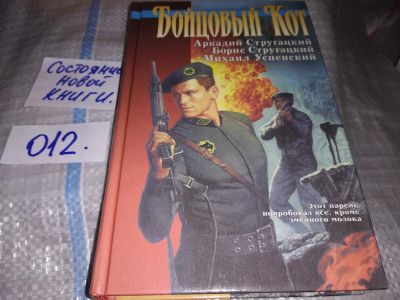 Состояние
новой
книги.
012.
Бойцовый Кот
Аркадий Стругацкий
Борис Стругацкий
Михаил Успенский
Этот парень
попробовал все, кроме
змеиного молока